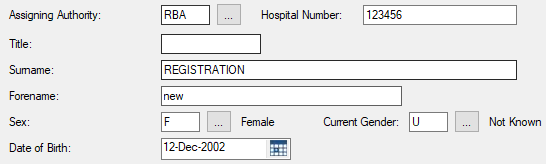 Assigning Authority: RBA ... Hospital Number: 123456
Title:
Surname: REGISTRATION
Forename: new
Sex: F ... Female Current Gender: U ... Not Known
Date of Birth: 12-Dec-2002